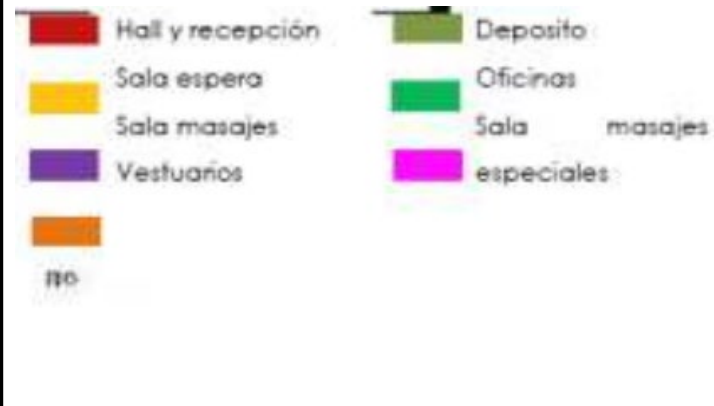 Hall y recepción
Sala espera
Sala masajes
Vestuarios
Deposito
Oficinas
Sala masajes
especiales